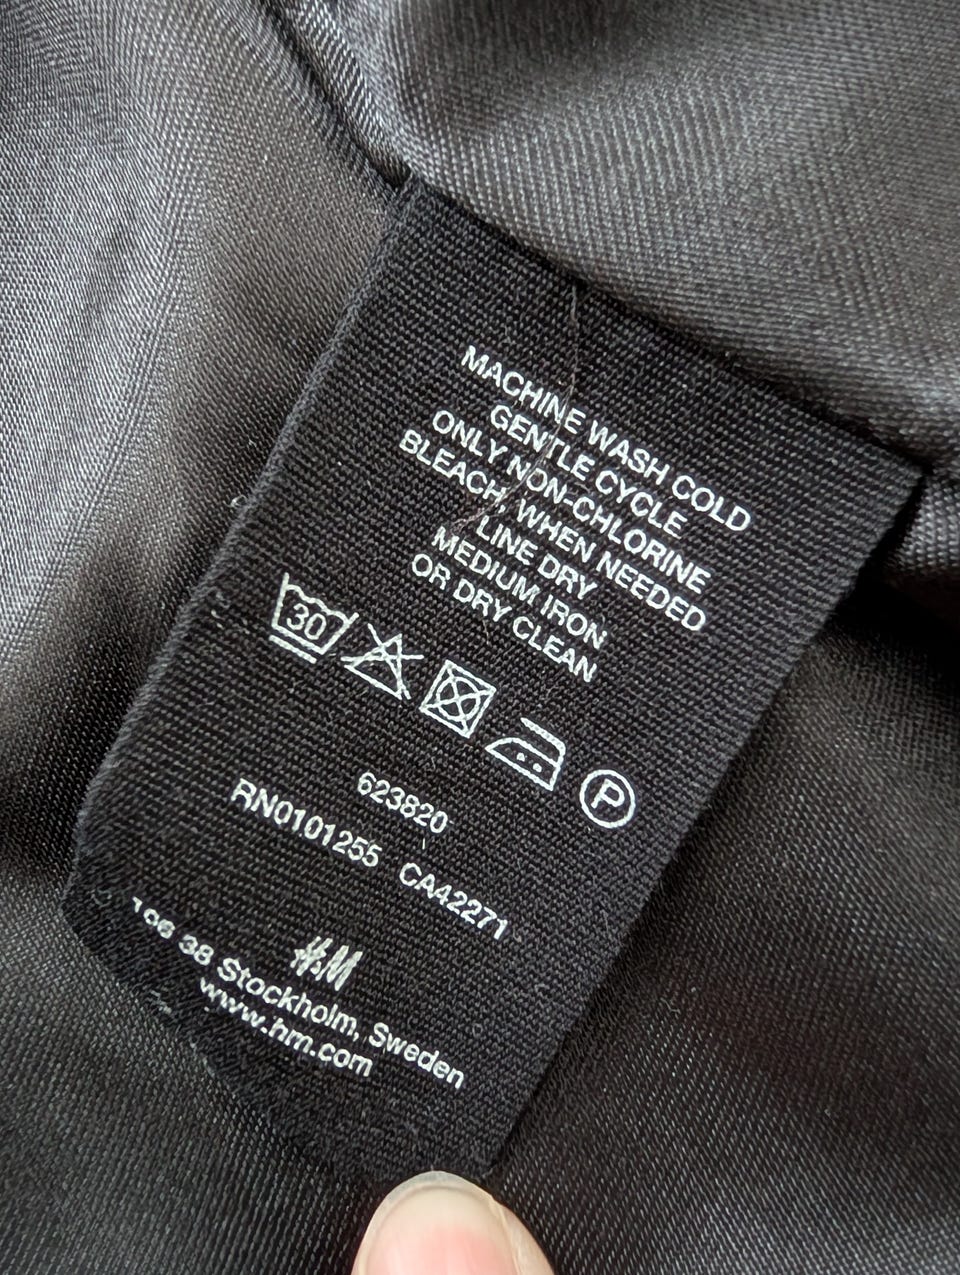 MACHINE WASH COLD
GENTLE CYCLE
ONLY NON-CHLORINE
BLEACH, WHEN NEEDED
LINE DRY
MEDIUM IRON
OR DRY CLEAN
30
P
623820
RN0101255 CA42271
H&M
106 38 Stockholm, Sweden
www.hm.com